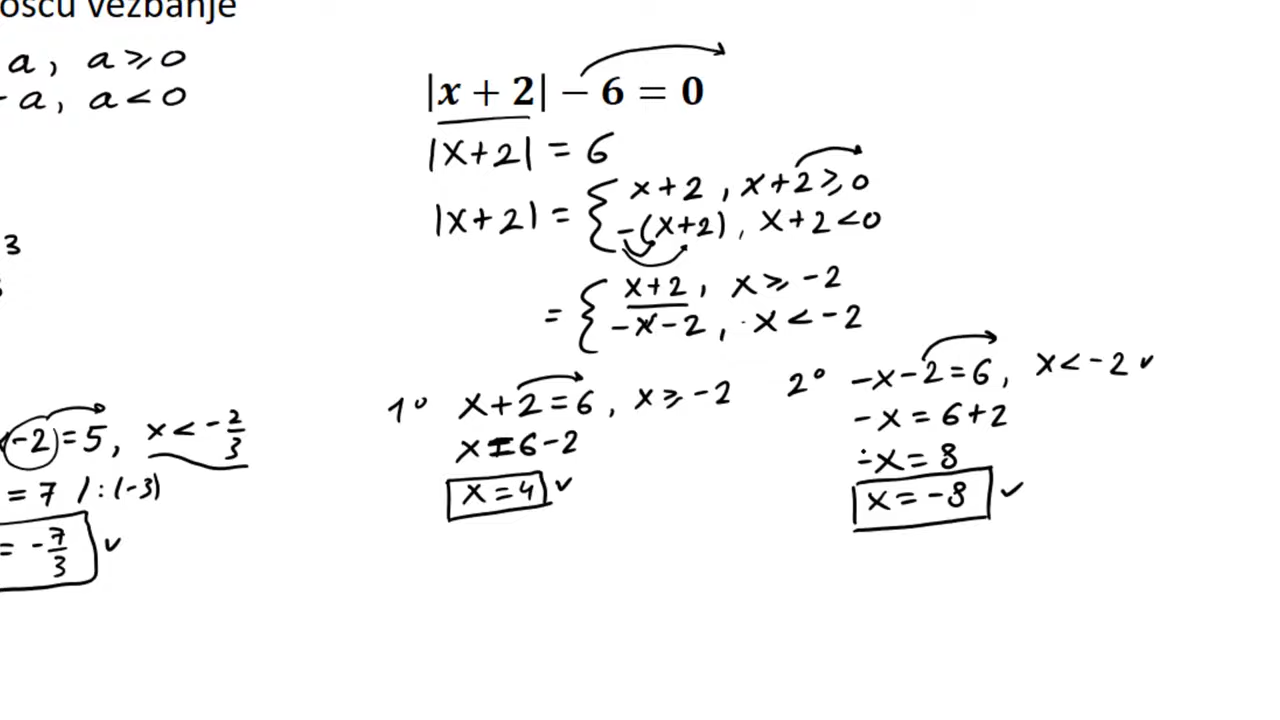 ošću vežbanje
a, a ≥ 0
- a, a < 0
3
-2 = 5, x < -2/3
= 7 /:(-3)
= -7/3 ✓
|x + 2| − 6 = 0
|x+2| = 6
|x+2| = { x+2, x+2 ≥ 0
-(x+2), x+2 < 0
= { x+2, x ≥ -2
-x-2, x < -2
1° x+2=6, x ≥ -2
x = 6-2
x = 4 ✓
2° -x-2=6, x < -2 ✓
-x = 6+2
-x = 8
x = -8 ✓